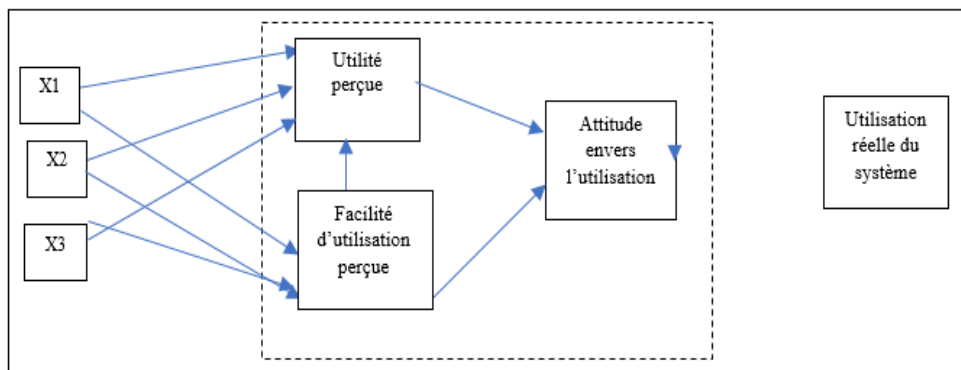 X1
X2
X3
Utilité
perçue
Facilité
d’utilisation
perçue
Attitude
envers
l’utilisation
Utilisation
réelle du
système